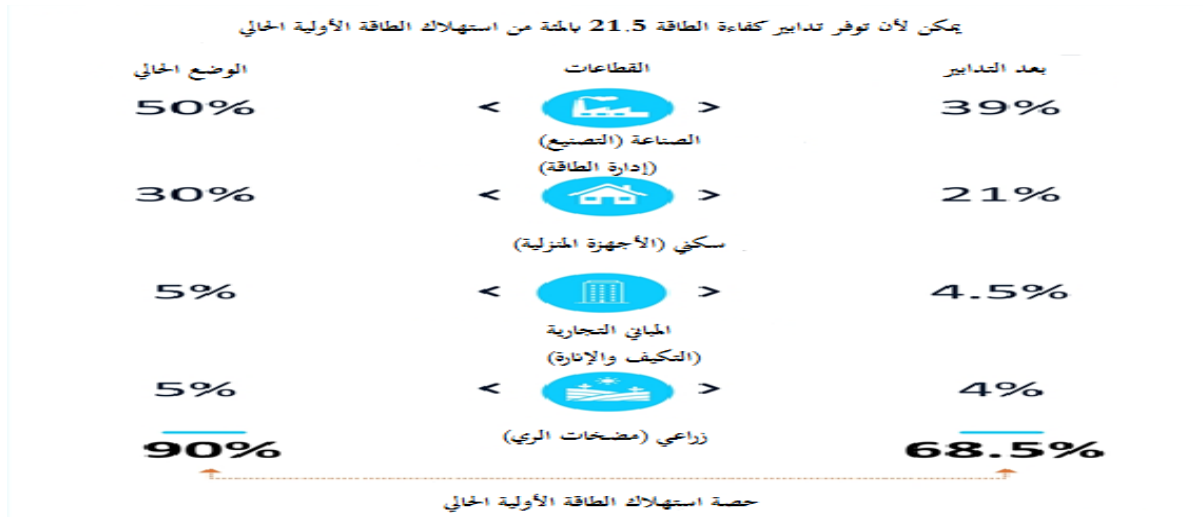 يمكن لأن توفر تدابير كفاءة الطاقة 21.5 بالمئة من استهلاك الطاقة الأولية الحالي
بعد التدابير القطاعات الوضع الحالي
39% > < 50%
الصناعة (التصنيع)
(إدارة الطاقة)
21% > < 30%
سكني (الأجهزة المنزلية)
4.5% > < 5%
المباني التجارية
(التكيف والإنارة)
4% > < 5%
زراعي (مضخات الري)
68.5% 90%
حصة استهلاك الطاقة الأولية الحالي